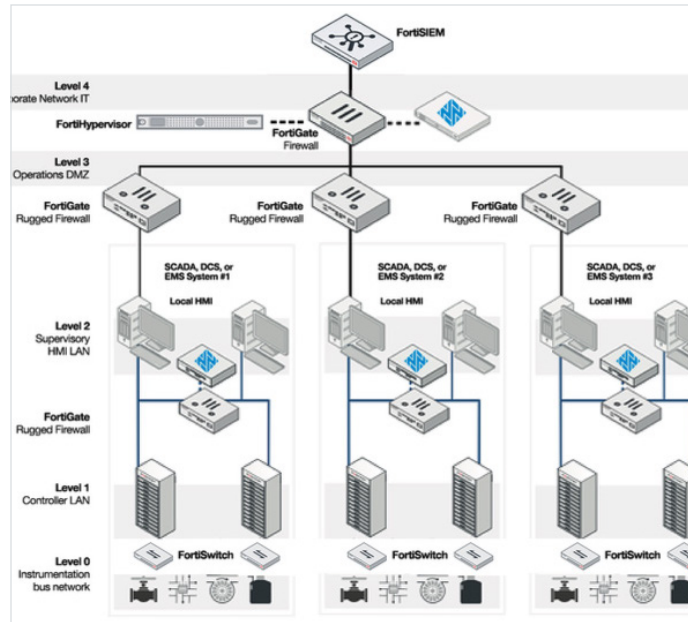 FortiSIEM
Level 4
orate Network IT
FortiHypervisor
FortiGate
Firewall
Level 3
Operations DMZ
FortiGate
Rugged Firewall
FortiGate
Rugged Firewall
FortiGate
Rugged Firewall
SCADA, DCS, or
EMS System #1
Local HMI
SCADA, DCS, or
EMS System #2
Local HMI
SCADA, DCS, or
EMS System #3
Local HMI
Level 2
Supervisory
HMI LAN
FortiGate
Rugged Firewall
Level 1
Controller LAN
Level 0
Instrumentation
bus network
FortiSwitch
FortiSwitch
FortiSwitch